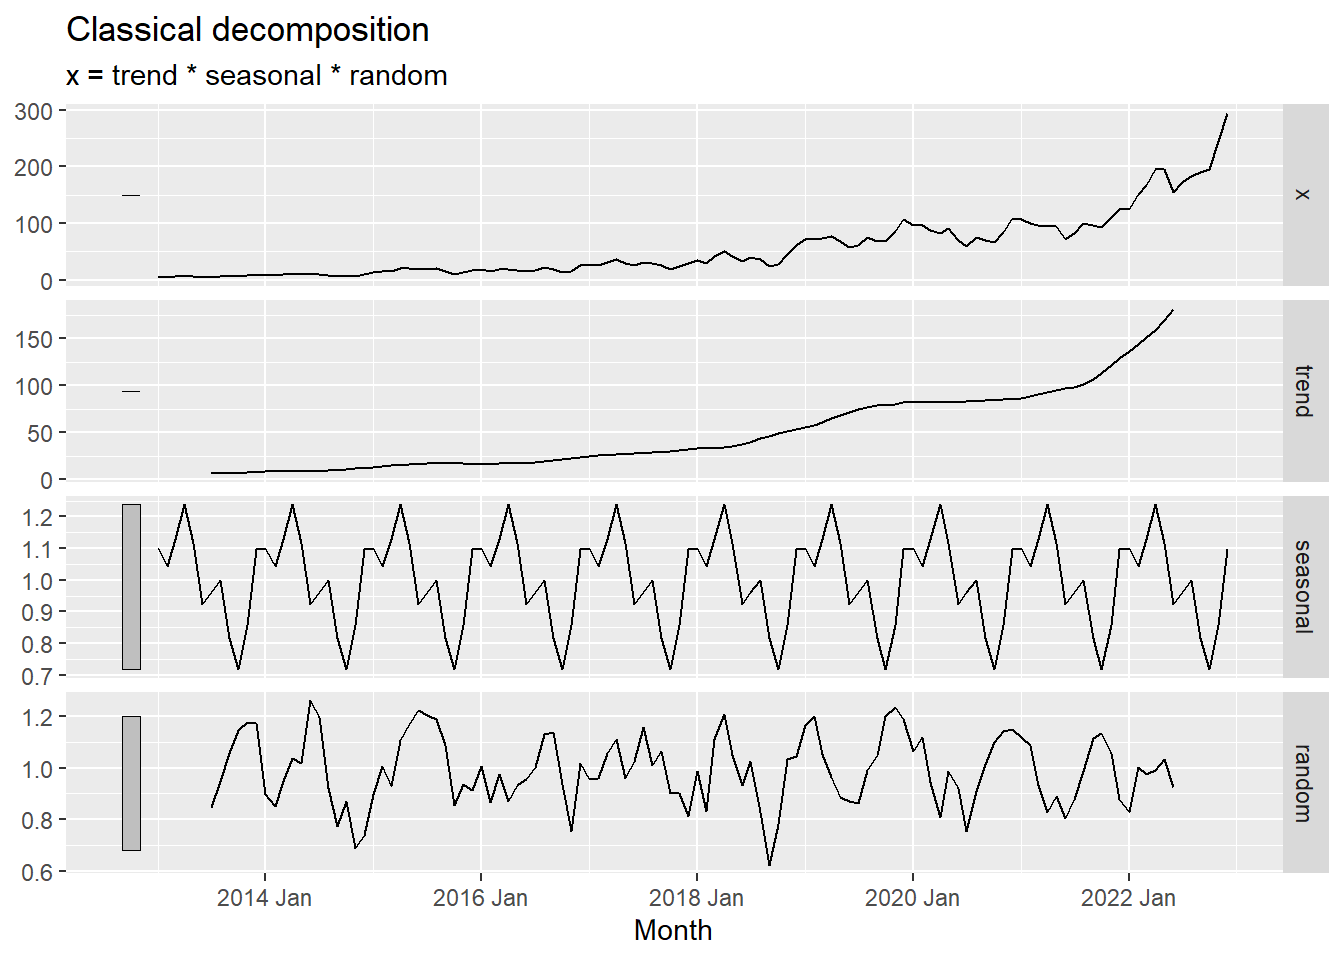 Classical decomposition
x = trend * seasonal * random
300
200
100
0
x
150
100
50
0
trend
1.2
1.1
1.0
0.9
0.8
0.7
seasonal
1.2
1.0
0.8
0.6
random
2014 Jan 2016 Jan 2018 Jan 2020 Jan 2022 Jan
Month